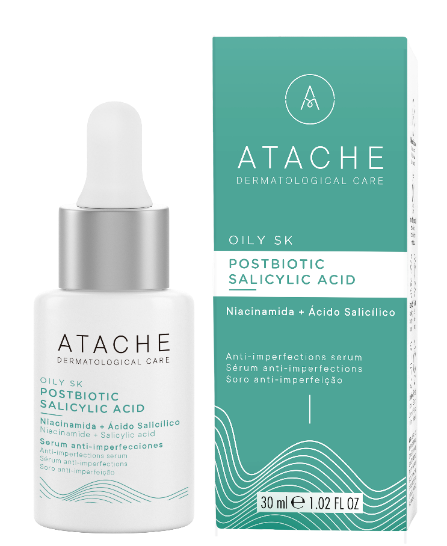 ATACHE
DERMATOLOGICAL CARE
OILY SK
POSTBIOTIC
SALICYLIC ACID
Niacinamida + Ácido Salicílico
Niacinamide + Salicylic acid
Serum anti-imperfecciones
Anti-imperfections serum
Sérum anti-imperfections
Soro anti-imperfeição
ATACHE
DERMATOLOGICAL CARE
OILY SK
POSTBIOTIC
SALICYLIC ACID
Niacinamida + Ácido Salicílico
Anti-imperfections serum
Sérum anti-imperfections
Soro anti-imperfeição
30 ml ℮ 1.02 FL OZ